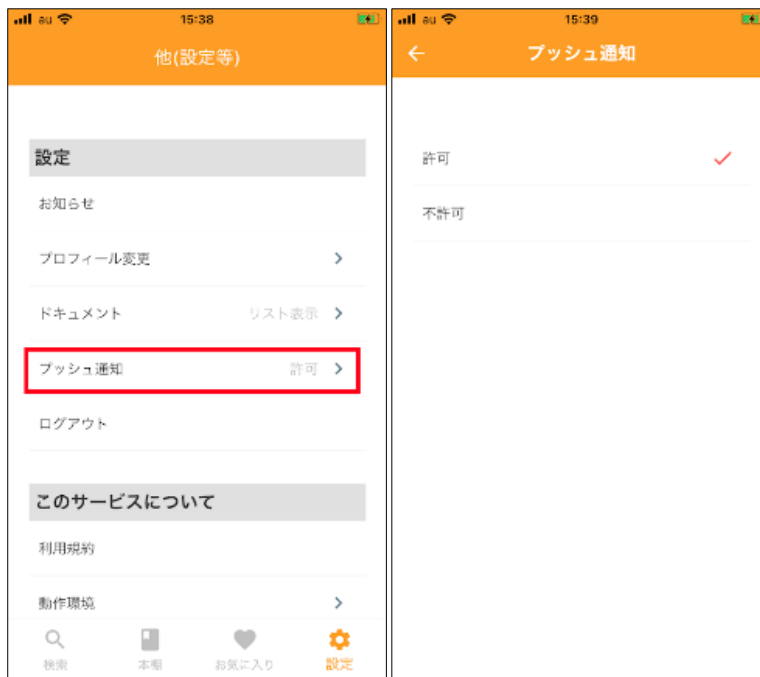 au 15:38
他(設定等)
設定
お知らせ
プロフィール変更
ドキュメント リスト表示
プッシュ通知 許可
ログアウト
このサービスについて
利用規約
動作環境
検索 本棚 お気に入り 設定
au 15:39
プッシュ通知
許可
不許可